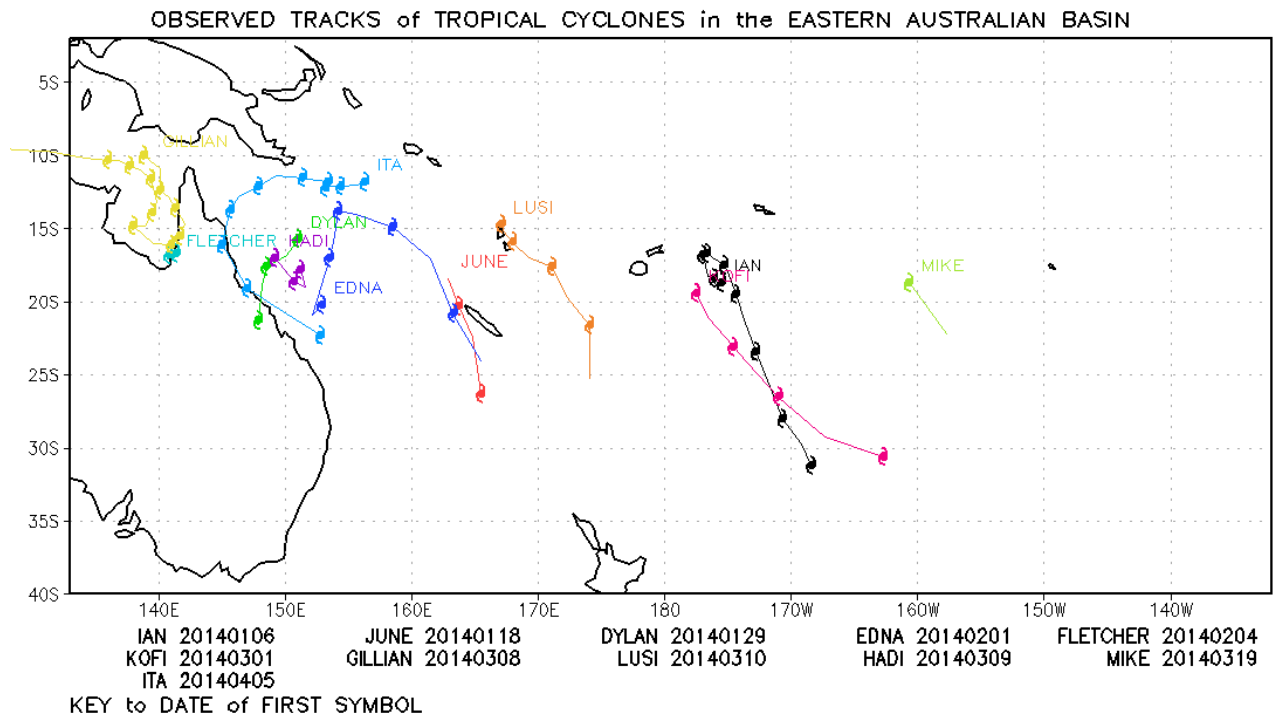 OBSERVED TRACKS of TROPICAL CYCLONES in the EASTERN AUSTRALIAN BASIN
5S
GILLIAN
10S
ITA
15S
LUSI
DYLAN
FLETCHER HADI
JUNE
IAN
MIKE
KOFI
EDNA
20S
25S
30S
35S
40S
140E 150E 160E 170E 180 170W 160W 150W 140W
IAN 20140106 JUNE 20140118 DYLAN 20140129 EDNA 20140201 FLETCHER 20140204
KOFI 20140301 GILLIAN 20140308 LUSI 20140310 HADI 20140309 MIKE 20140319
ITA 20140405
KEY to DATE of FIRST SYMBOL